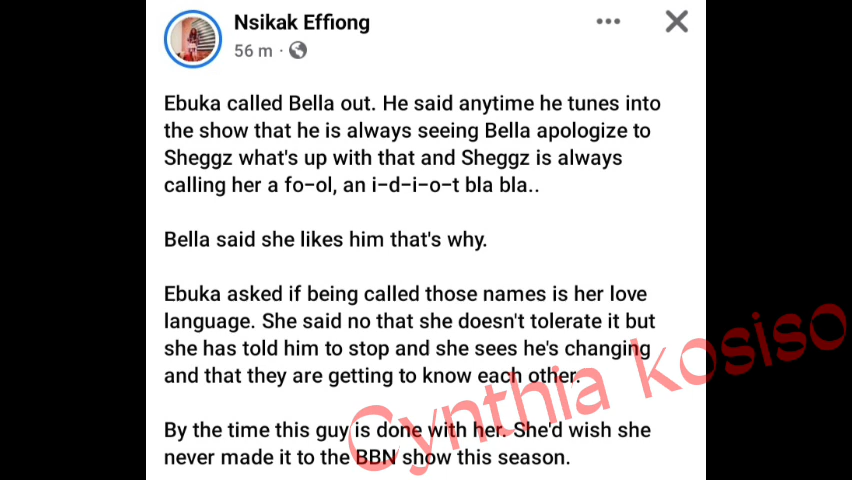 Nsikak Effiong
56 m ·
Ebuka called Bella out. He said anytime he tunes into
the show that he is always seeing Bella apologize to
Sheggz what's up with that and Sheggz is always
calling her a fo-ol, an i-d-i-o-t bla bla..
Bella said she likes him that's why.
Ebuka asked if being called those names is her love
language. She said no that she doesn't tolerate it but
she has told him to stop and she sees he's changing
and that they are getting to know each other.
By the time this guy is done with her. She'd wish she
never made it to the BBN show this season.
Cynthia kosiso